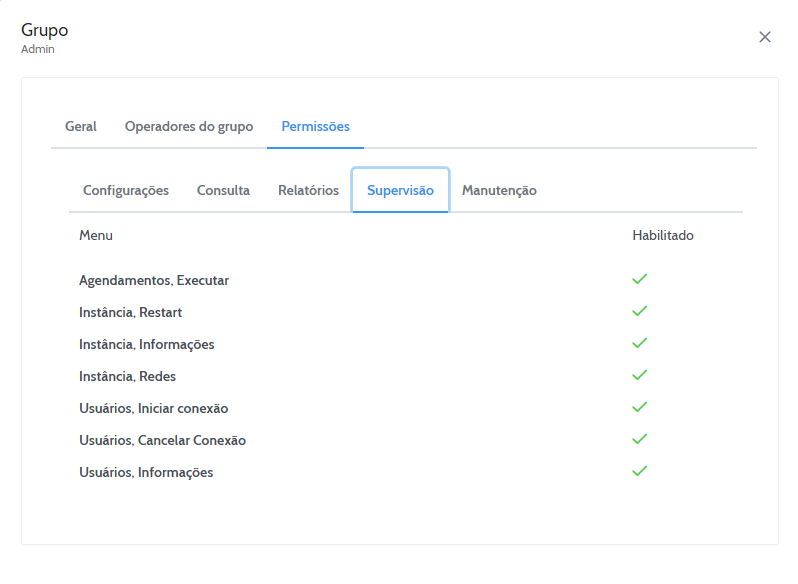 Grupo
Admin
Geral Operadores do grupo Permissões
Configurações Consulta Relatórios Supervisão Manutenção
Menu Habilitado
Agendamentos, Executar
Instância, Restart
Instância, Informações
Instância, Redes
Usuários, Iniciar conexão
Usuários, Cancelar Conexão
Usuários, Informações